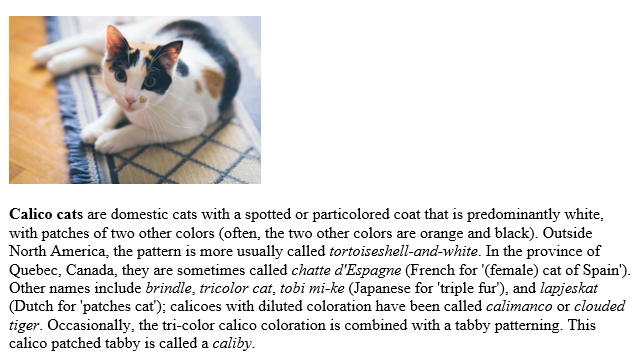 Calico cats are domestic cats with a spotted or particolored coat that is predominantly white,
with patches of two other colors (often, the two other colors are orange and black). Outside
North America, the pattern is more usually called tortoiseshell-and-white. In the province of
Quebec, Canada, they are sometimes called chatte d'Espagne (French for '(female) cat of Spain').
Other names include brindle, tricolor cat, tobi mi-ke (Japanese for 'triple fur'), and lapjeskat
(Dutch for 'patches cat'); calicoes with diluted coloration have been called calimanco or clouded
tiger. Occasionally, the tri-color calico coloration is combined with a tabby patterning. This
calico patched tabby is called a caliby.